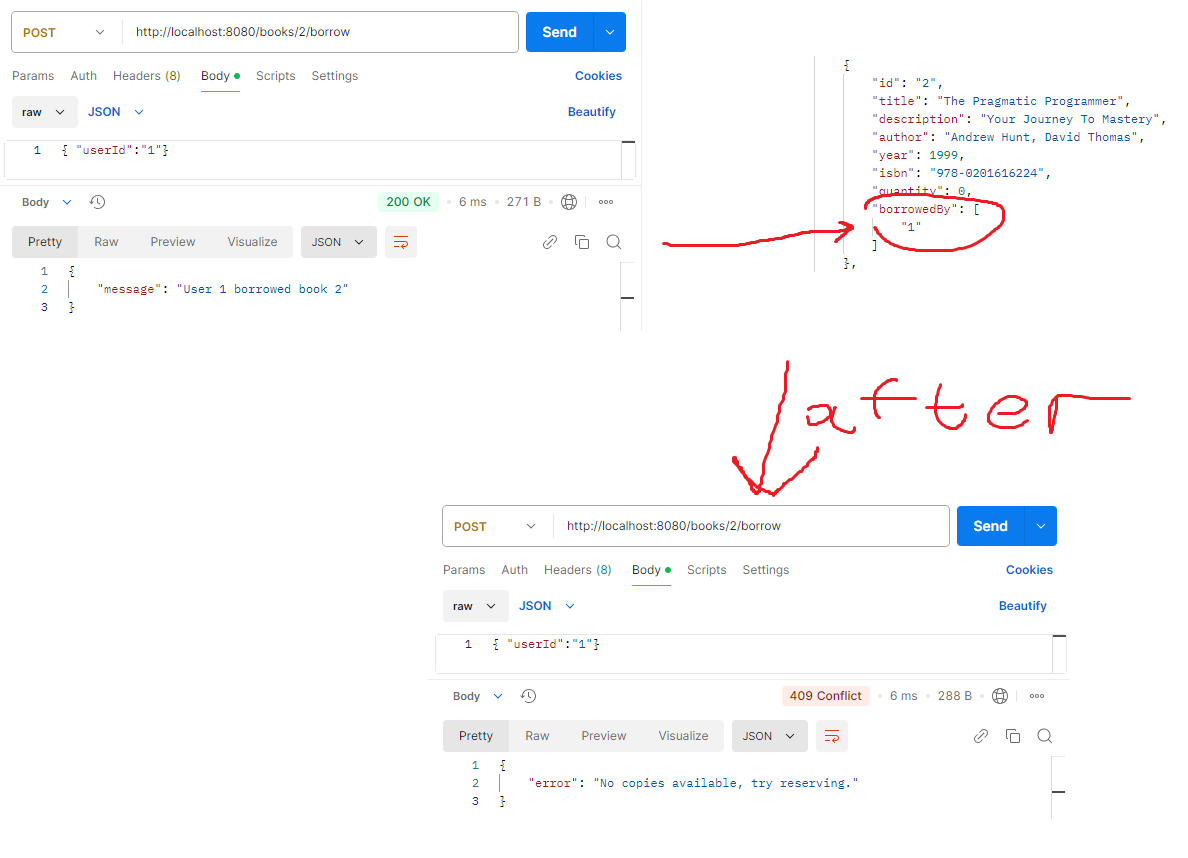 POST http://localhost:8080/books/2/borrow Send
Params Auth Headers (8) Body Scripts Settings Cookies
raw JSON Beautify
1 { "userId":"1"}
Body 200 OK 6 ms 271 B
Pretty Raw Preview Visualize JSON
1 {
2 "message": "User 1 borrowed book 2"
3 }
{
"id": "2",
"title": "The Pragmatic Programmer",
"description": "Your Journey To Mastery",
"author": "Andrew Hunt, David Thomas",
"year": 1999,
"isbn": "978-0201616224",
"quantity": 0,
"borrowedBy": [
"1"
]
},
after
POST http://localhost:8080/books/2/borrow Send
Params Auth Headers (8) Body Scripts Settings Cookies
raw JSON Beautify
1 { "userId":"1"}
Body 409 Conflict 6 ms 288 B
Pretty Raw Preview Visualize JSON
1 {
2 "error": "No copies available, try reserving."
3 }